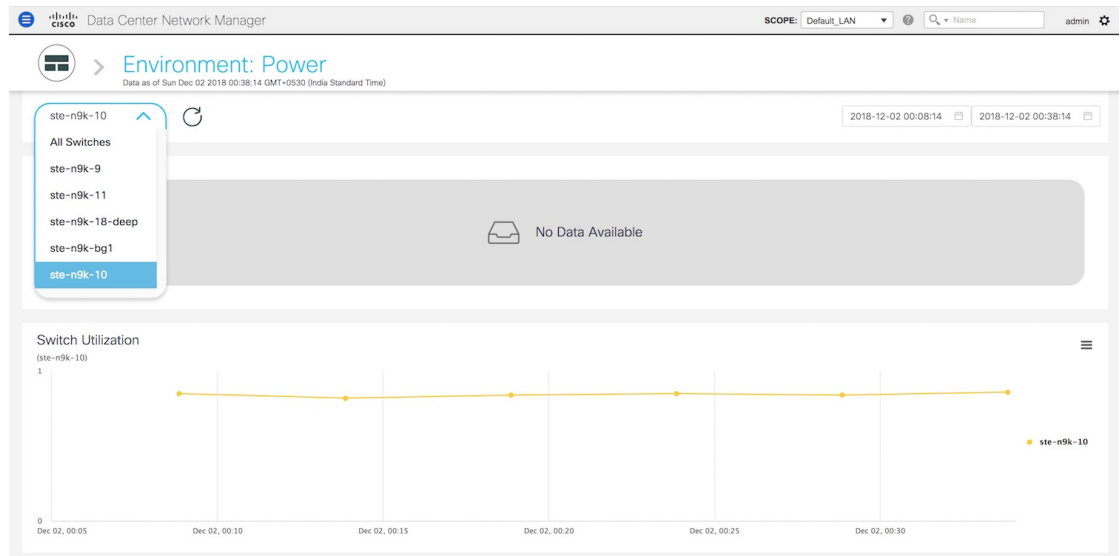 CISCO Data Center Network Manager SCOPE: Default_LAN Name admin
Environment: Power
Data as of Sun Dec 02 2018 00:38:14 GMT+0530 (India Standard Time)
ste-n9k-10 2018-12-02 00:08:14 2018-12-02 00:38:14
All Switches
ste-n9k-9
ste-n9k-11
ste-n9k-18-deep
ste-n9k-bg1
ste-n9k-10
No Data Available
Switch Utilization
(ste-n9k-10)
1
ste-n9k-10
0
Dec 02, 00:05 Dec 02, 00:10 Dec 02, 00:15 Dec 02, 00:20 Dec 02, 00:25 Dec 02, 00:30